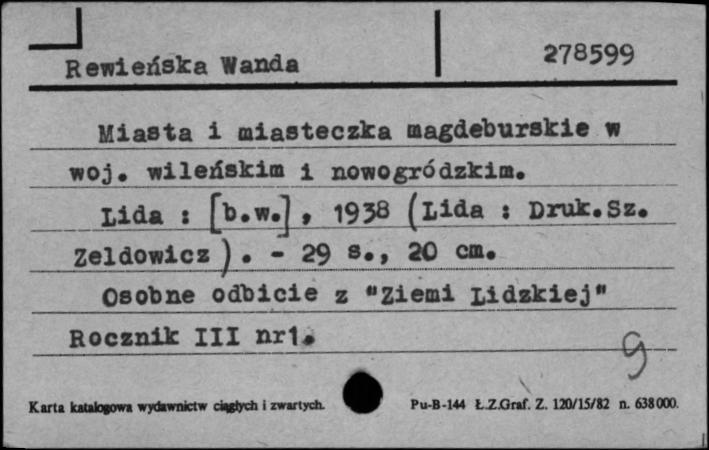 Rewieńska Wanda
278599
Miasta i miasteczka magdeburskie w
woj. wileńskim i nowogródzkim.
Lida : [b.w.], 1938 (Lida : Druk.Sz.
Zeldowicz). - 29 s., 20 cm.
Osobne odbicie z "Ziemi Lidzkiej"
Rocznik III nr1.
g
Karta katalogowa wydawnictw ciągłych i zwartych.
Pu-B-144 Ł.Z.Graf. Z. 120/15/82 n. 638000.